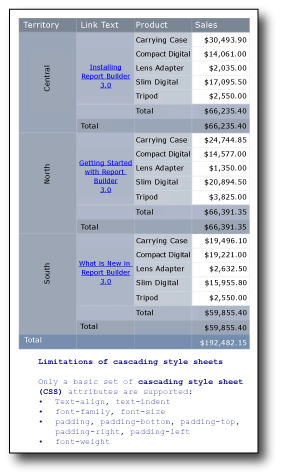 Territory Link Text Product Sales
Central
Installing
Report Builder
3.0
Carrying Case $30,493.90
Compact Digital $14,061.00
Lens Adapter $2,035.00
Slim Digital $17,095.50
Tripod $2,550.00
Total $66,235.40
Total $66,235.40
North
Getting Started
with Report
Builder
3.0
Carrying Case $24,744.85
Compact Digital $14,577.00
Lens Adapter $1,350.00
Slim Digital $20,894.50
Tripod $3,825.00
Total $66,391.35
Total $66,391.35
South
What is New in
Report Builder
3.0
Carrying Case $19,496.10
Compact Digital $19,221.00
Lens Adapter $2,632.50
Slim Digital $15,955.80
Tripod $2,550.00
Total $59,855.40
Total $59,855.40
Total $192,482.15
Limitations of cascading style sheets
Only a basic set of cascading style sheet
(CSS) attributes are supported:
• Text-align, text-indent
• font-family, font-size
• padding, padding-bottom, padding-top,
padding-right, padding-left
• font-weight